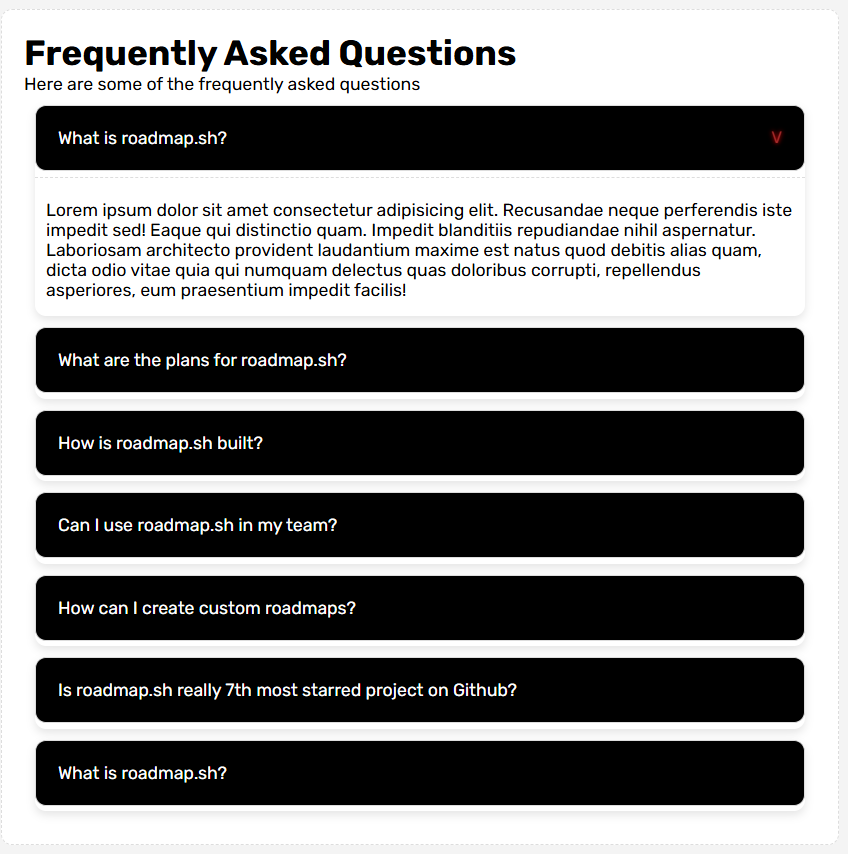 Frequently Asked Questions
Here are some of the frequently asked questions
What is roadmap.sh?
V
Lorem ipsum dolor sit amet consectetur adipisicing elit. Recusandae neque perferendis iste
impedit sed! Eaque qui distinctio quam. Impedit blanditiis repudiandae nihil aspernatur.
Laboriosam architecto provident laudantium maxime est natus quod debitis alias quam,
dicta odio vitae quia qui numquam delectus quas doloribus corrupti, repellendus
asperiores, eum praesentium impedit facilis!
What are the plans for roadmap.sh?
How is roadmap.sh built?
Can I use roadmap.sh in my team?
How can I create custom roadmaps?
Is roadmap.sh really 7th most starred project on Github?
What is roadmap.sh?